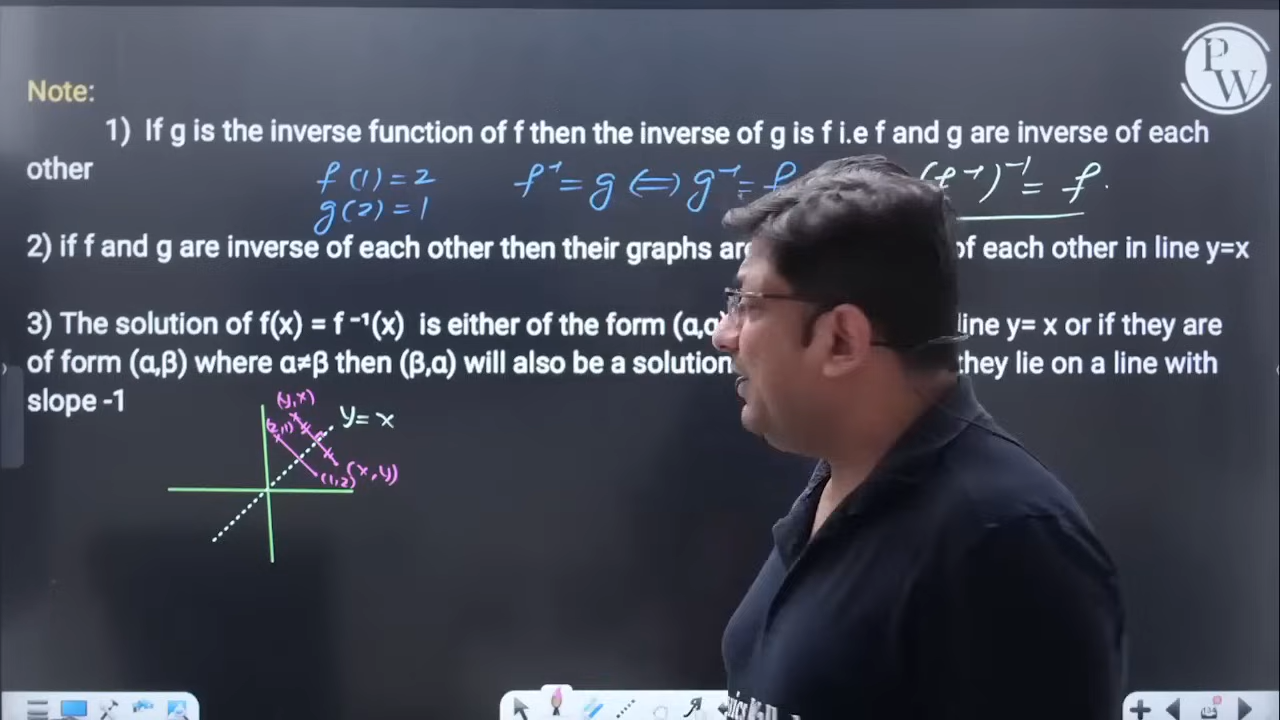 PW
Note:
1) If g is the inverse function of f then the inverse of g is f i.e f and g are inverse of each
other
f(1)=2 f⁻¹=g ⇔ g⁻¹=f (f⁻¹)⁻¹=f.
g(2)=1
2) if f and g are inverse of each other then their graphs are of each other in line y=x
3) The solution of f(x) = f ⁻¹(x) is either of the form (α,α line y= x or if they are
of form (α,β) where α≠β then (β,α) will also be a solution they lie on a line with
slope -1
(y,x)
y=x
(2,1)
(1,2) (x,y)